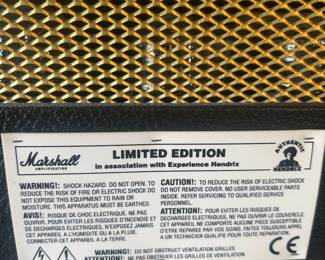 Marshall
AMPLIFICATION
LIMITED EDITION
in association with Experience Hendrix
AUTHENTIC
HENDRIX
WARNING!: SHOCK HAZARD. DO NOT OPEN. TO
REDUCE THE RISK OF FIRE OR ELECTRIC SHOCK
DO NOT EXPOSE THIS EQUIPMENT TO RAIN OR
MOISTURE. THIS APPARATUS MUST BE EARTHED.
AVIS!: RISQUE DE CHOC ELECTRIQUE. NE PAS
OUVRIR. POUR EVITER LES RISQUES D'INCENDIE ET
DE DECHARGES ELECTRIQUES, N'EXPOSEZ JAMAIS
CET APPAREIL A L'HUMIDITE OU A LA PLUIE.
CONNECTER CET APPAREIL A LA TERRE.
CAUTION!: TO REDUCE THE RISK OF ELECTRIC SHOCK
DO NOT REMOVE COVER. NO USER SERVICEABLE PARTS
INSIDE. REFER SERVICING TO QUALIFIED
PERSONNEL.
ATTENTION!: POUR EVITER LES RISQUES
DE DECHARGES ELECTRIQUES, NE PAS OUVRIR LE COUVERCLE
CET APPAREIL. NE COMPORTE AUCUNE PIECE SUSCEPTIBLE
D'ETRE REPAREE PAR VOS SOINS. FAITES TOUJOURS
APPEL A UN TECHNICIEN QUALIFIE POUR TOUTE REPARATION.
WARNING!: DO NOT OBSTRUCT VENTILATION GRILLES
ATTENTION!: NE PAS OBSTRUER LES GRILLES
CE